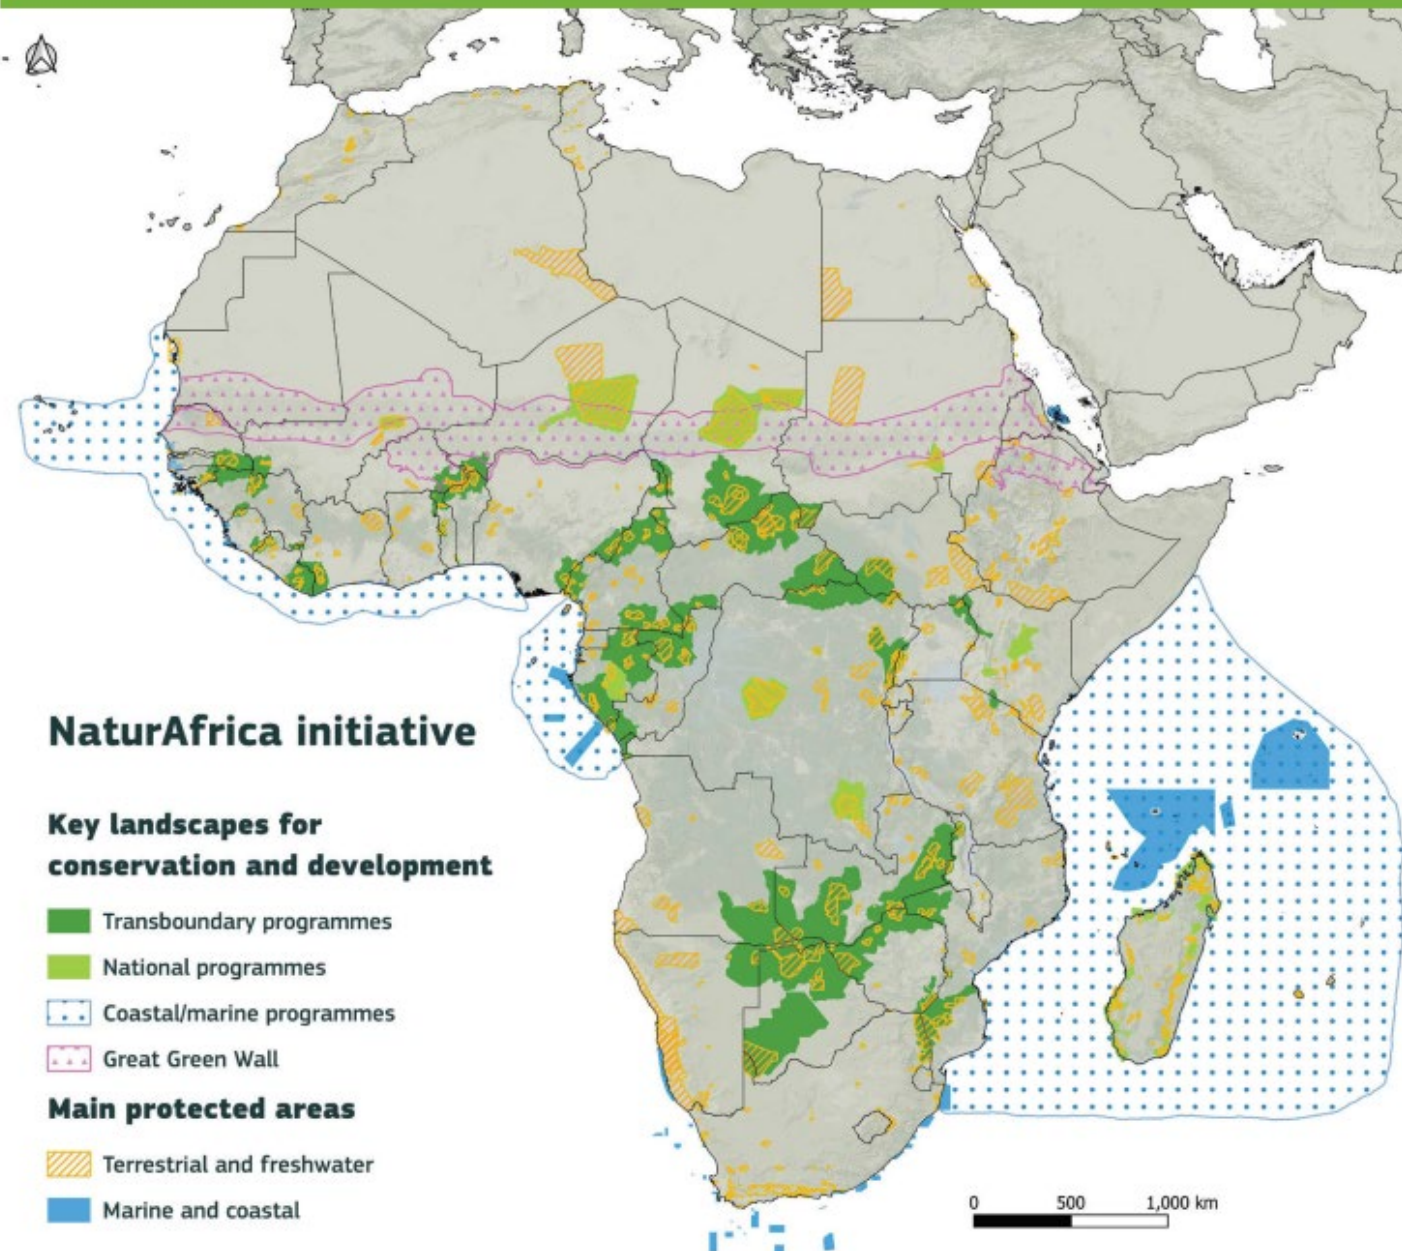 NaturAfrica initiative
Key landscapes for
conservation and development
Transboundary programmes
National programmes
Coastal/marine programmes
Great Green Wall
Main protected areas
Terrestrial and freshwater
Marine and coastal
0 500 1,000 km